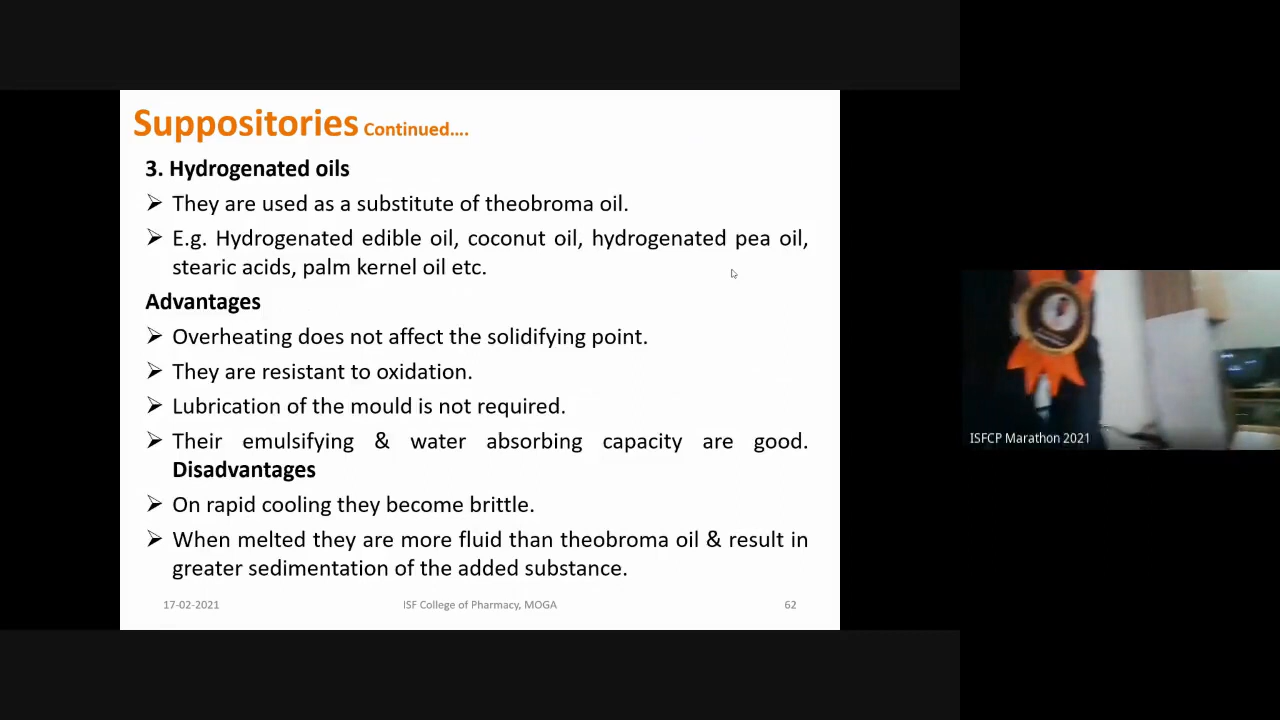 Suppositories Continued....
3. Hydrogenated oils
➢ They are used as a substitute of theobroma oil.
➢ E.g. Hydrogenated edible oil, coconut oil, hydrogenated pea oil,
stearic acids, palm kernel oil etc.
Advantages
➢ Overheating does not affect the solidifying point.
➢ They are resistant to oxidation.
➢ Lubrication of the mould is not required.
➢ Their emulsifying & water absorbing capacity are good.
Disadvantages
➢ On rapid cooling they become brittle.
➢ When melted they are more fluid than theobroma oil & result in
greater sedimentation of the added substance.
17-02-2021 ISF College of Pharmacy, MOGA 62
ISFCP Marathon 2021